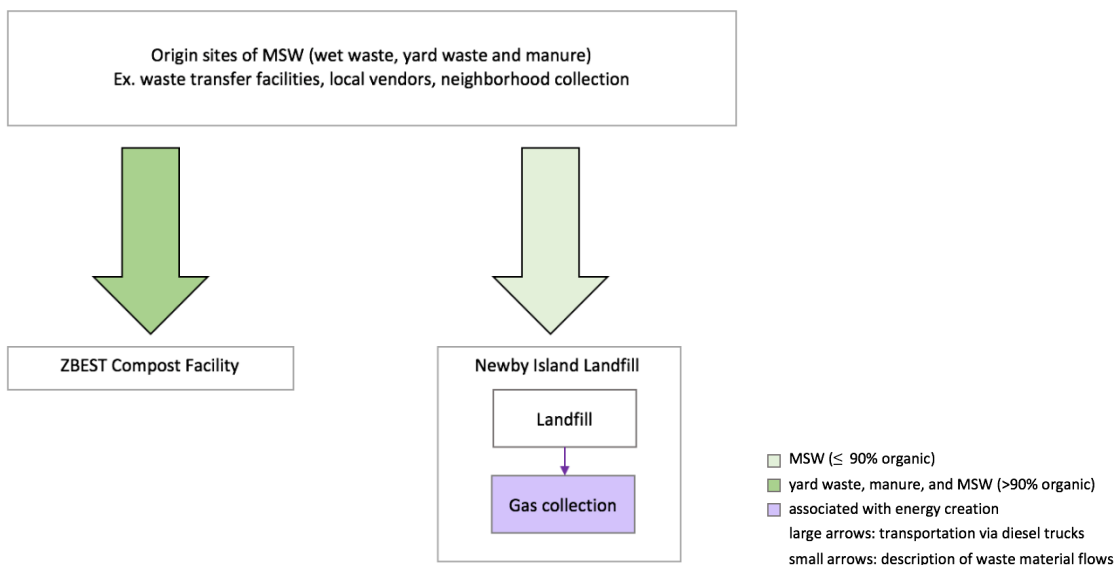 Origin sites of MSW (wet waste, yard waste and manure)
Ex. waste transfer facilities, local vendors, neighborhood collection
ZBEST Compost Facility
Newby Island Landfill
Landfill
Gas collection
MSW (≤ 90% organic)
yard waste, manure, and MSW (>90% organic)
associated with energy creation
large arrows: transportation via diesel trucks
small arrows: description of waste material flows